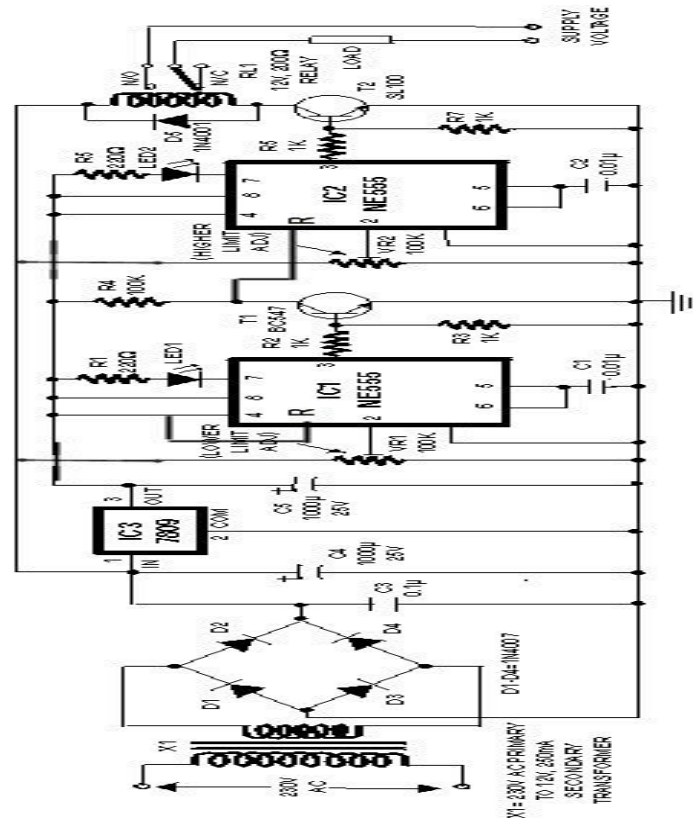 230V
AC
X1
X1 = 230V AC PRIMARY
TO 12V, 250mA
SECONDARY
TRANSFORMER
D1
D2
D3
D4
D1-D4=1N4007
C3
0.1µ
C4
1000µ
25V
1
IN
IC3
7809
3
OUT
2
COM
C5
1000µ
25V
(LOWER
LIMIT
ADJ)
VR1
100K
R1
220Ω
LED1
4
8
7
R
IC1
NE555
2
3
6
5
C1
0.01µ
R2
1K
T1
BC547
R3
1K
R4
100K
(HIGHER
LIMIT
ADJ)
VR2
100K
R5
220Ω
LED2
4
8
7
R
IC2
NE555
2
3
6
5
C2
0.01µ
R6
1K
D5
1N4001
N/O
N/C
RL1
12V, 200Ω
RELAY
LOAD
T2
SL100
R7
1K
SUPPLY
VOLTAGE